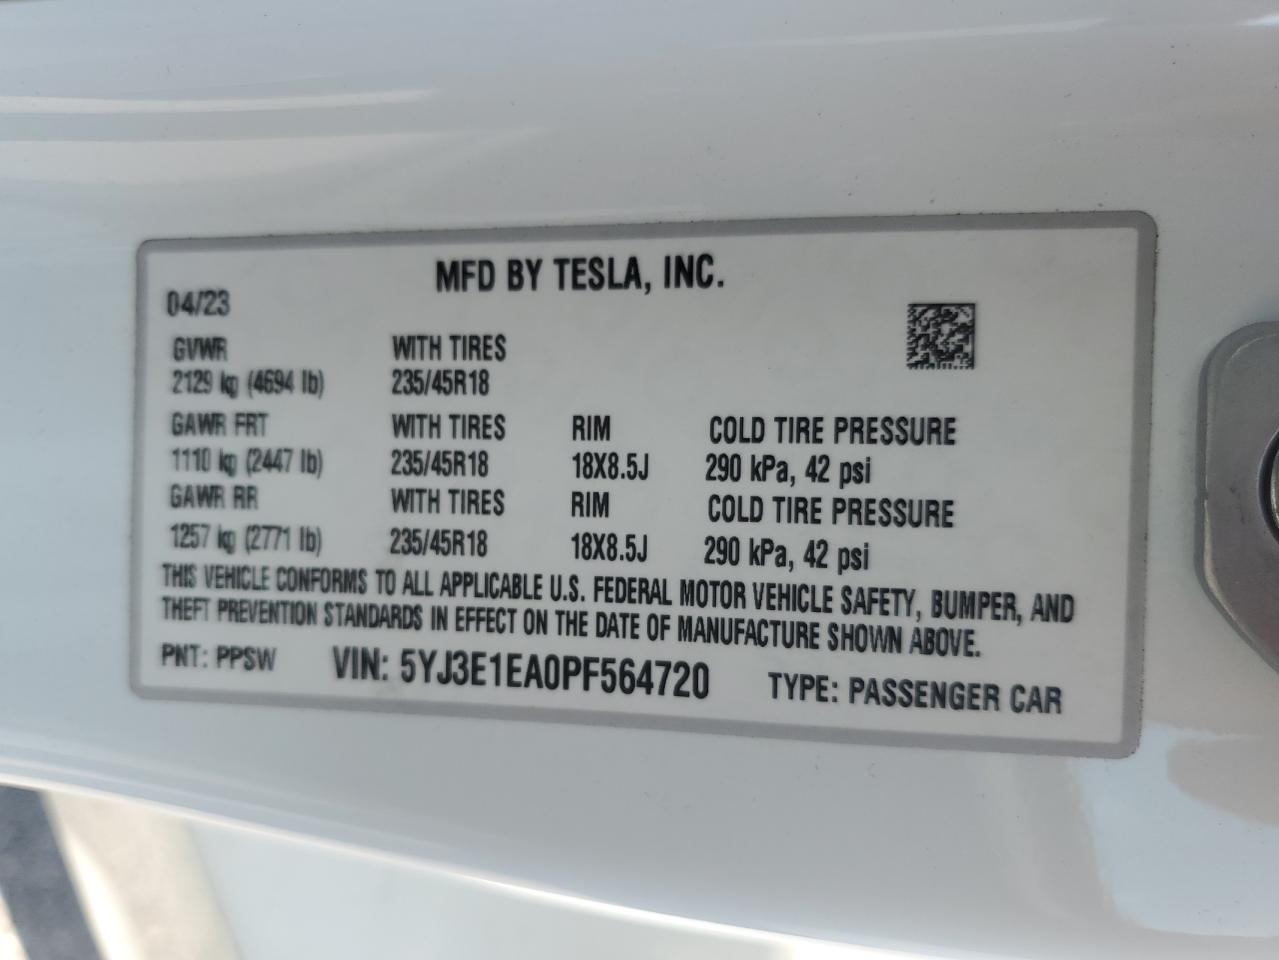 MFD BY TESLA, INC.
04/23
GVWR WITH TIRES
2129 kg (4694 lb) 235/45R18
GAWR FRT WITH TIRES RIM COLD TIRE PRESSURE
1110 kg (2447 lb) 235/45R18 18X8.5J 290 kPa, 42 psi
GAWR RR WITH TIRES RIM COLD TIRE PRESSURE
1257 kg (2771 lb) 235/45R18 18X8.5J 290 kPa, 42 psi
THIS VEHICLE CONFORMS TO ALL APPLICABLE U.S. FEDERAL MOTOR VEHICLE SAFETY, BUMPER, AND
THEFT PREVENTION STANDARDS IN EFFECT ON THE DATE OF MANUFACTURE SHOWN ABOVE.
PNT: PPSW VIN: 5YJ3E1EA0PF564720 TYPE: PASSENGER CAR